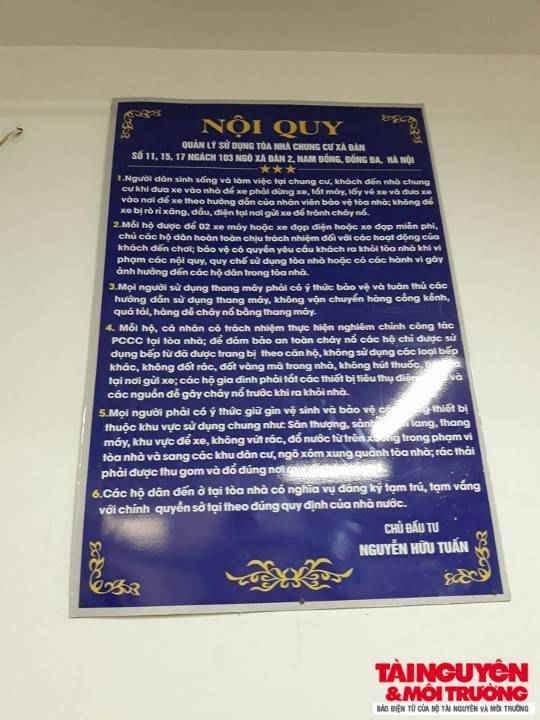 NỘI QUY
QUẢN LÝ SỬ DỤNG TÒA NHÀ CHUNG CƯ XÃ ĐÀN
SỐ 11, 15, 17 NGÁCH 103 NGÕ XÃ ĐÀN 2, NAM ĐỒNG, ĐỐNG ĐA, HÀ NỘI
1.Người dân sinh sống và làm việc tại chung cư, khách đến nhà chung
cư khi đưa xe vào nhà để xe phải dừng xe, tắt máy, lấy vé xe và đưa xe
vào nơi để xe theo hướng dẫn của nhân viên bảo vệ tòa nhà; không để
xe bị rò rỉ xăng, dầu, điện tại nơi gửi xe để tránh cháy nổ.
2.Mỗi hộ được để 02 xe máy hoặc xe đạp điện hoặc xe đạp miễn phí,
chủ các hộ dân hoàn toàn chịu trách nhiệm đối với các hoạt động của
khách đến chơi; bảo vệ có quyền yêu cầu khách ra khỏi tòa nhà khi vi
phạm các nội quy, quy chế sử dụng tòa nhà hoặc có các hành vi gây
ảnh hưởng đến các hộ dân trong tòa nhà.
3.Mọi người sử dụng thang máy phải có ý thức bảo vệ và tuân thủ các
hướng dẫn sử dụng thang máy, không vận chuyển hàng cồng kềnh,
quá tải, hàng dễ cháy nổ bằng thang máy.
4. Mỗi hộ, cá nhân có trách nhiệm thực hiện nghiêm chỉnh công tác
PCCC tại tòa nhà; để đảm bảo an toàn cháy nổ các hộ chỉ được sử
dụng bếp từ đã được trang bị theo căn hộ, không sử dụng các loại bếp
khác, không đốt rác, đốt vàng mã trong nhà, không hút thuốc,
tại nơi gửi xe; các hộ gia đình phải tắt các thiết bị tiêu thụ điện và
các nguồn dễ gây cháy nổ trước khi ra khỏi nhà.
5.Mọi người phải có ý thức giữ gìn vệ sinh và bảo vệ thiết bị
thuộc khu vực sử dụng chung như: Sân thượng, sảnh lang, thang
máy, khu vực để xe, không vứt rác, đổ nước từ trên xuống trong phạm vi
tòa nhà và sang các khu dân cư, ngõ xóm xung quanh tòa nhà; rác thải
phải được thu gom và đổ đúng nơi
6.Các hộ dân đến ở tại tòa nhà có nghĩa vụ đăng ký tạm trú, tạm vắng
với chính quyền sở tại theo đúng quy định của nhà nước.
CHỦ ĐẦU TƯ
NGUYỄN HỮU TUẤN
TÀI NGUYÊN
& MÔI TRƯỜNG
BÁO ĐIỆN TỬ CỦA BỘ TÀI NGUYÊN VÀ MÔI TRƯỜNG